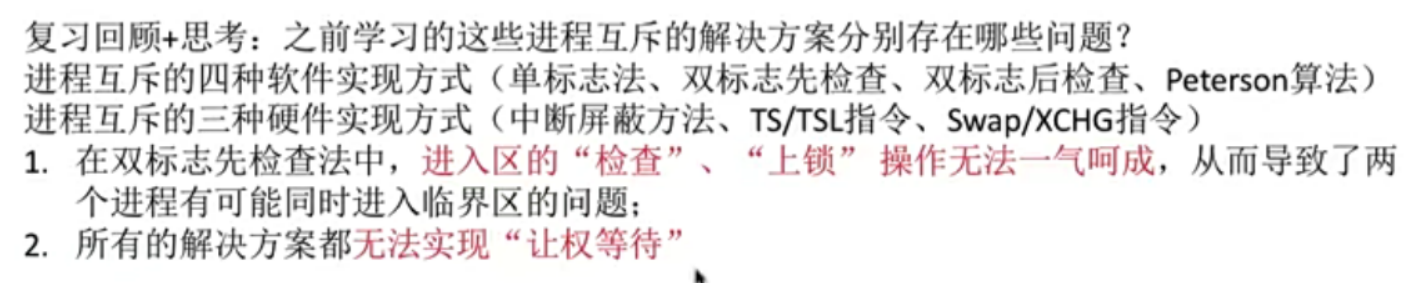 复习回顾+思考：之前学习的这些进程互斥的解决方案分别存在哪些问题？
进程互斥的四种软件实现方式（单标志法、双标志先检查、双标志后检查、Peterson算法）
进程互斥的三种硬件实现方式（中断屏蔽方法、TS/TSL指令、Swap/XCHG指令）
1. 在双标志先检查法中，进入区的“检查”、“上锁” 操作无法一气呵成，从而导致了两
个进程有可能同时进入临界区的问题；
2. 所有的解决方案都无法实现“让权等待”